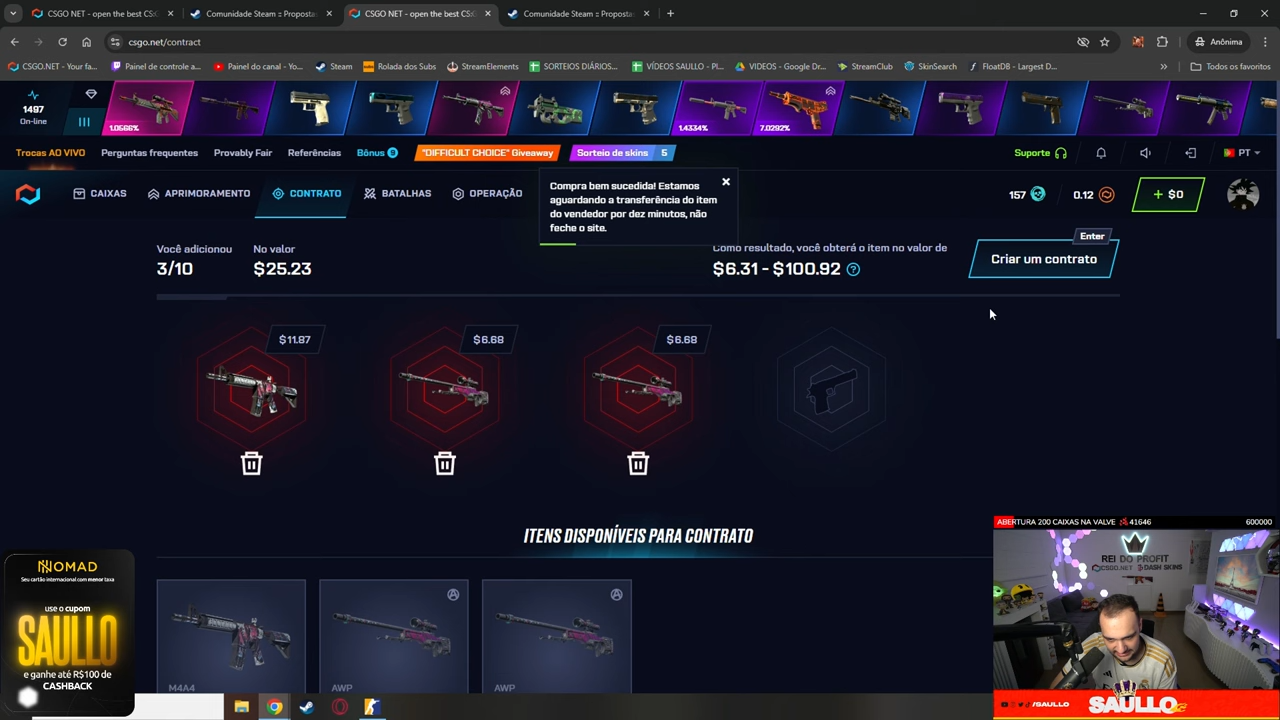 CSGO NET - open the best CS:
Comunidade Steam :: Propostas
CSGO NET - open the best CS:
Comunidade Steam :: Propostas
csgo.net/contract
Anônima
CSGO.NET - Your fa...
Painel de controle a...
Painel do canal - Yo...
Steam
Rolada dos Subs
StreamElements
SORTEIOS DIÁRIOS...
VÍDEOS SAULLO - Pl...
VIDEOS - Google Dr...
StreamClub
SkinSearch
FloatDB - Largest D...
Todos os favoritos
1497
On-line
1.0566%
1.4334%
7.0292%
Trocas AO VIVO
Perguntas frequentes
Provably Fair
Referências
Bônus
"DIFFICULT CHOICE" Giveaway
Sorteio de skins 5
Suporte
PT
CAIXAS
APRIMORAMENTO
CONTRATO
BATALHAS
OPERAÇÃO
Compra bem sucedida! Estamos
aguardando a transferência do item
do vendedor por dez minutos, não
feche o site.
157
0.12
+ $0
Você adicionou
3/10
No valor
$25.23
Como resultado, você obterá o item no valor de
$6.31 - $100.92
Enter
Criar um contrato
$11.87
$6.68
$6.68
ITENS DISPONÍVEIS PARA CONTRATO
M4A4
AWP
AWP
NOMAD
Seu cartão internacional com menor taxa
use o cupom
SAULLO
e ganhe até R$100 de
CASHBACK
ABERTURA 200 CAIXAS NA VALVE
41646
600000
REI DO PROFIT
CSGO.NET
DASH SKINS
/SAULLO
SAULLO